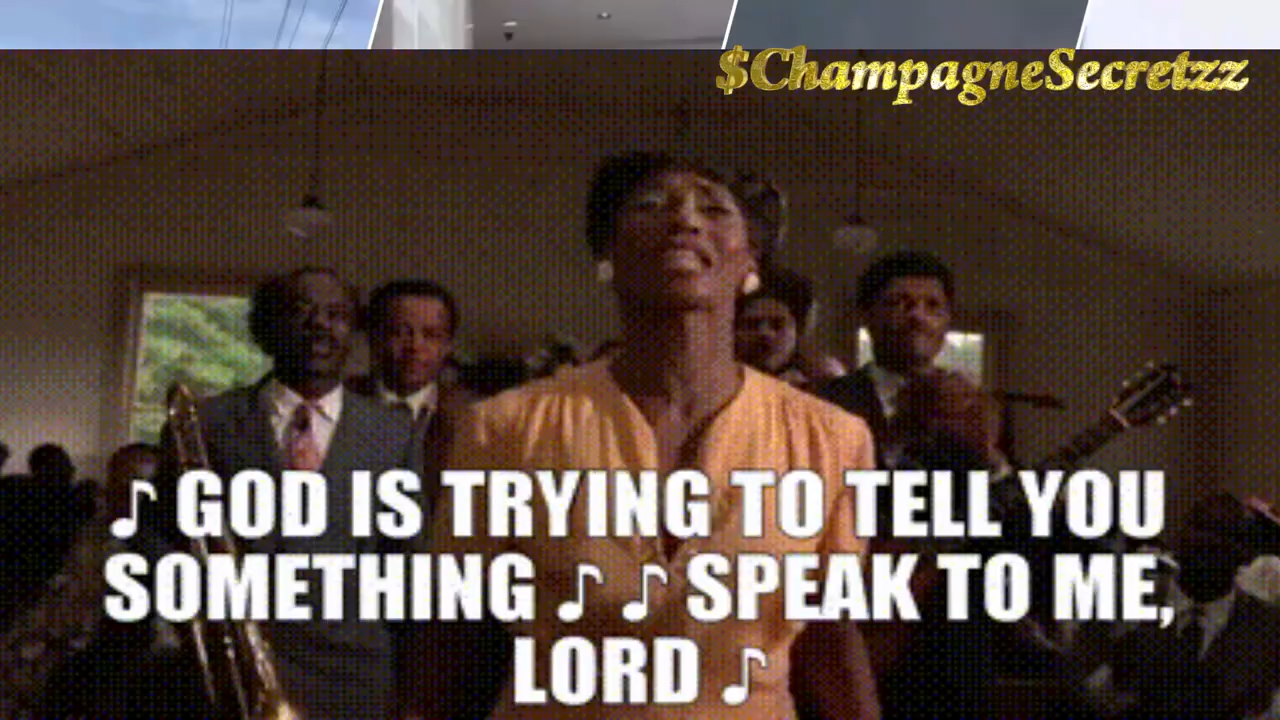 $ChampagneSecretzz
♪ GOD IS TRYING TO TELL YOU
SOMETHING ♪ ♪ SPEAK TO ME,
LORD ♪